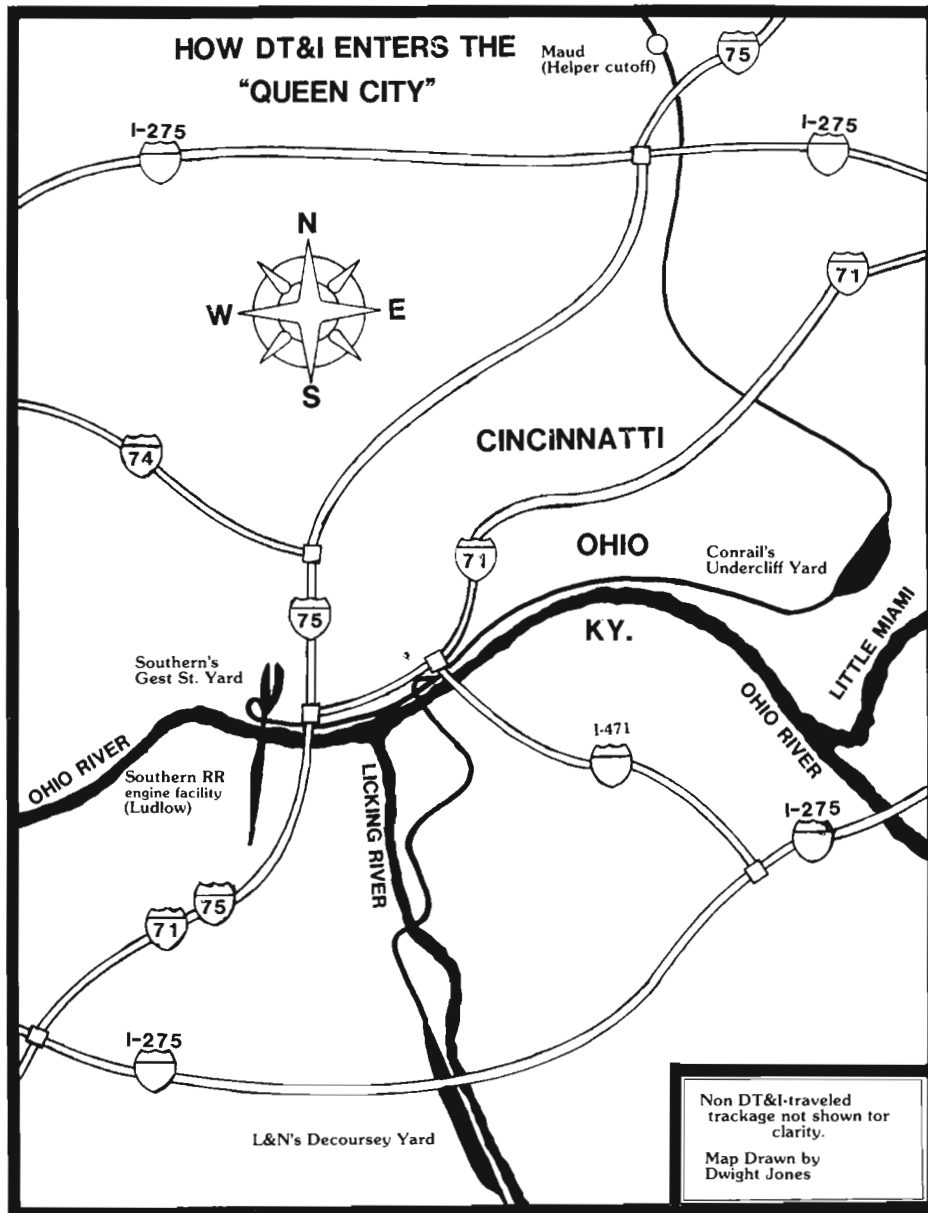 HOW DT&I ENTERS THE
"QUEEN CITY"
Maud
(Helper cutoff)
75
I-275
I-275
71
N
W
E
S
74
CINCINNATTI
71
OHIO
Conrail's
Undercliff Yard
75
KY.
LITTLE MIAMI
Southern's
Gest St. Yard
OHIO RIVER
I-471
OHIO RIVER
Southern RR
engine facility
(Ludlow)
LICKING RIVER
I-275
75
71
I-275
L&N's Decoursey Yard
Non DT&I-traveled
trackage not shown tor
clarity.
Map Drawn by
Dwight Jones